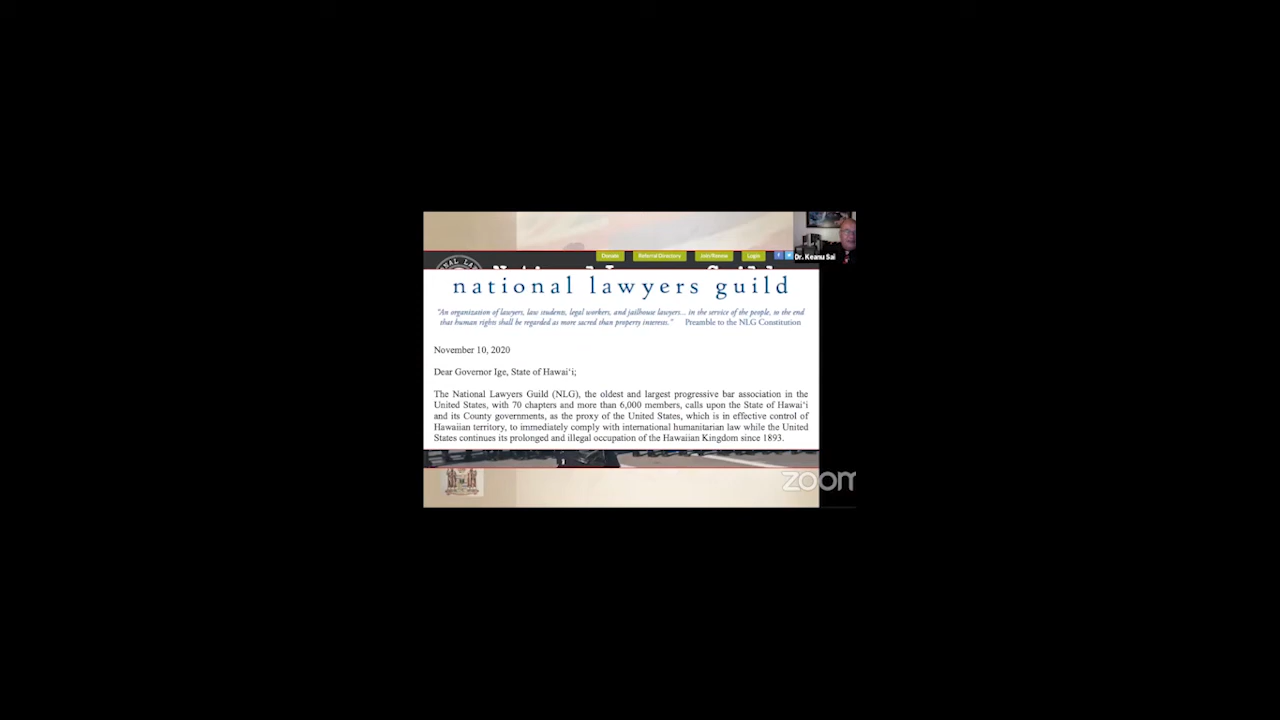 Donate Referral Directory Join/Renew Login
Dr. Keanu Sai
national lawyers guild
"An organization of lawyers, law students, legal workers, and jailhouse lawyers... in the service of the people, to the end
that human rights shall be regarded as more sacred than property interests." Preamble to the NLG Constitution
November 10, 2020
Dear Governor Ige, State of Hawai‘i;
The National Lawyers Guild (NLG), the oldest and largest progressive bar association in the
United States, with 70 chapters and more than 6,000 members, calls upon the State of Hawai‘i
and its County governments, as the proxy of the United States, which is in effective control of
Hawaiian territory, to immediately comply with international humanitarian law while the United
States continues its prolonged and illegal occupation of the Hawaiian Kingdom since 1893.
zoom